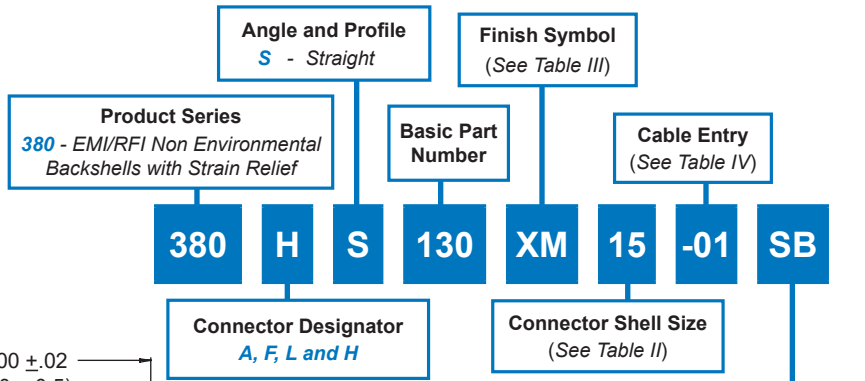 Angle and Profile
S - Straight
Finish Symbol
(See Table III)
Product Series
380 - EMI/RFI Non Environmental
Backshells with Strain Relief
Basic Part
Number
Cable Entry
(See Table IV)
380 H S 130 XM 15 -01 SB
Connector Designator
A, F, L and H
Connector Shell Size
(See Table II)
00 ±.02